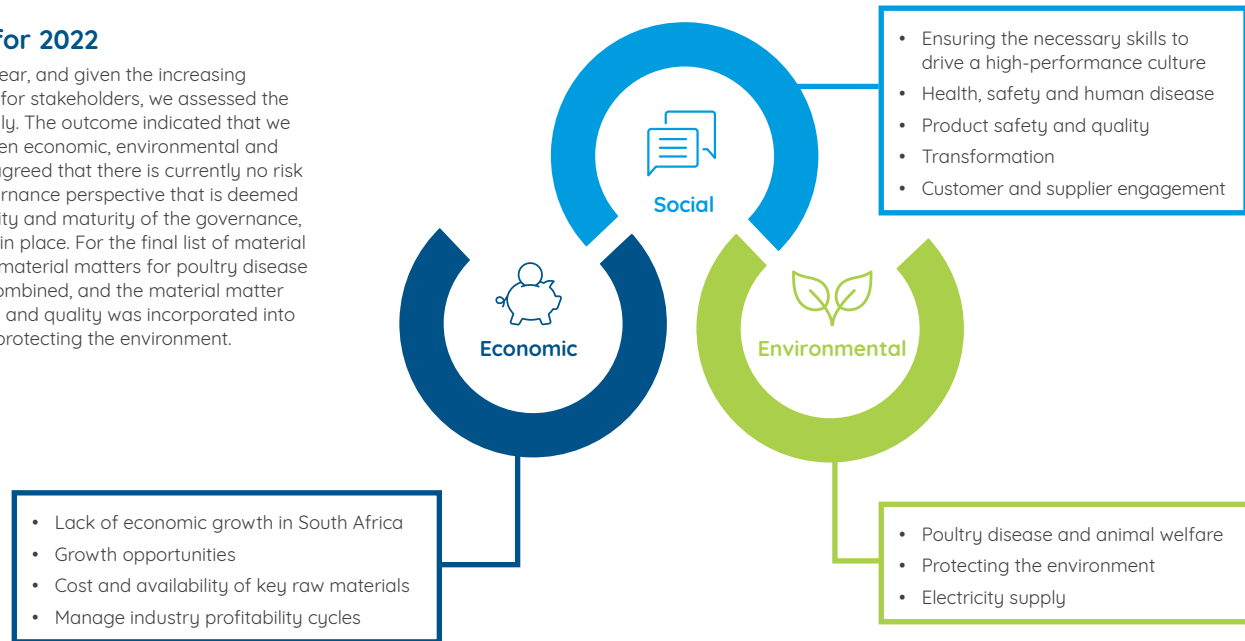 for 2022
ear, and given the increasing
for stakeholders, we assessed the
ly. The outcome indicated that we
en economic, environmental and
agreed that there is currently no risk
ernance perspective that is deemed
ity and maturity of the governance,
in place. For the final list of material
material matters for poultry disease
ombined, and the material matter
and quality was incorporated into
protecting the environment.
Social
• Ensuring the necessary skills to
drive a high-performance culture
• Health, safety and human disease
• Product safety and quality
• Transformation
• Customer and supplier engagement
Economic
Environmental
• Lack of economic growth in South Africa
• Growth opportunities
• Cost and availability of key raw materials
• Manage industry profitability cycles
• Poultry disease and animal welfare
• Protecting the environment
• Electricity supply